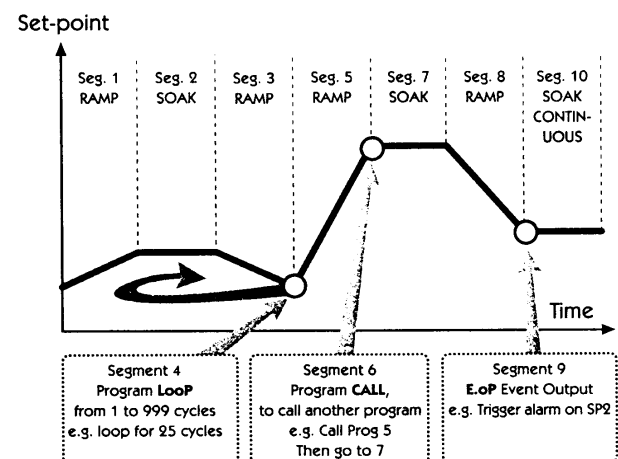 Set-point
Seg. 1
RAMP
Seg. 2
SOAK
Seg. 3
RAMP
Seg. 5
RAMP
Seg. 7
SOAK
Seg. 8
RAMP
Seg. 10
SOAK
CONTIN-
UOUS
Time
Segment 4
Program LooP
from 1 to 999 cycles
e.g. loop for 25 cycles
Segment 6
Program CALL,
to call another program
e.g. Call Prog 5
Then go to 7
Segment 9
E.oP Event Output
e.g. Trigger alarm on SP2